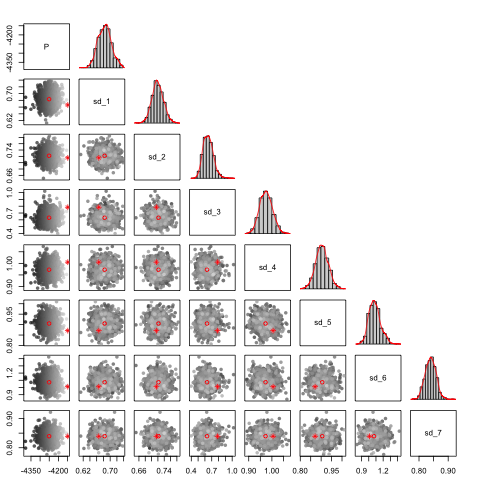 -4350 -4200
P
0.62 0.70
sd_1
0.66 0.74
sd_2
0.4 0.7 1.0
sd_3
0.90 1.00
sd_4
0.80 0.95
sd_5
0.9 1.2
sd_6
0.80 0.90
sd_7
-4350 -4200
0.62 0.70
0.66 0.74
0.4 0.7 1.0
0.90 1.00
0.80 0.95
0.9 1.2
0.80 0.90